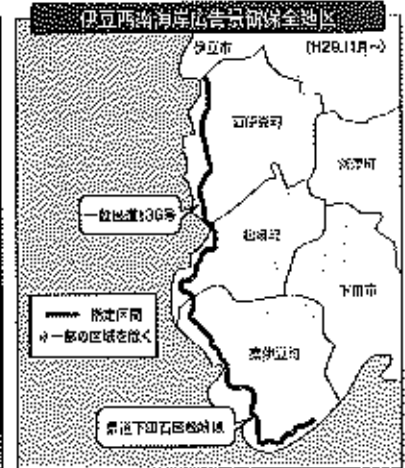 伊豆西南海岸広告景観保全地区
伊豆市
(H29.11月～)
西伊豆町
河津町
一般国道136号
松崎町
下田市
指定区間
※一部の区域を除く
南伊豆町
県道下田石廊松崎線